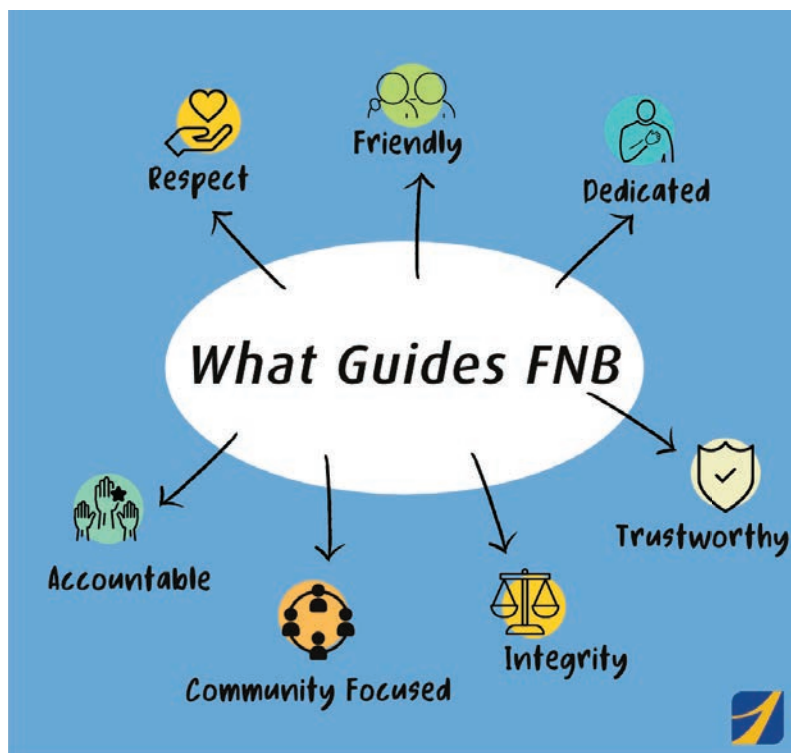 Respect
Friendly
Dedicated
What Guides FNB
Trustworthy
Accountable
Community Focused
Integrity